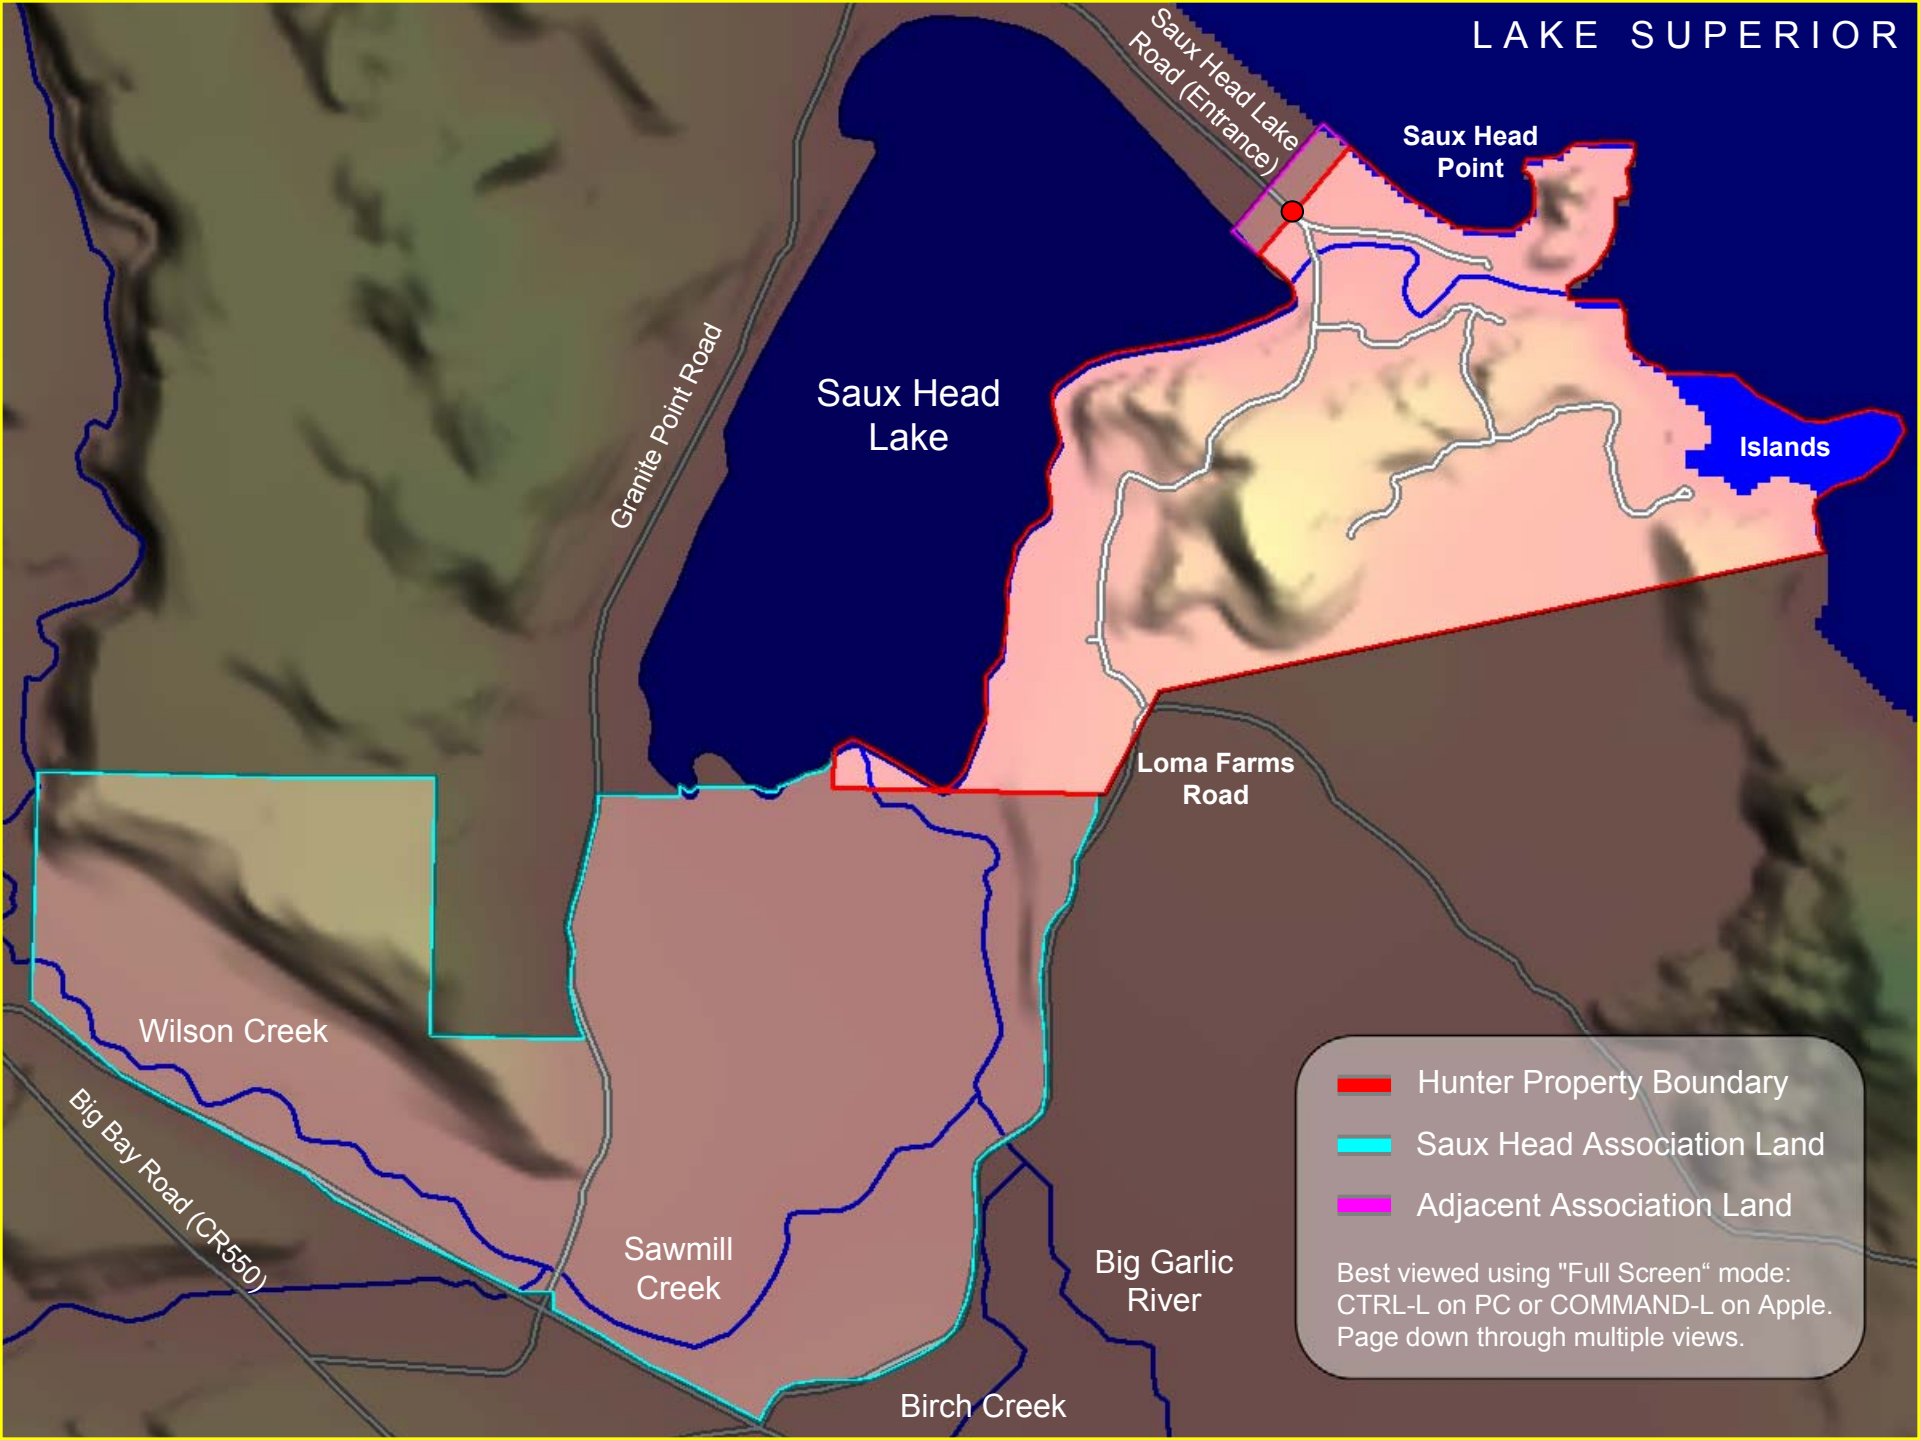 LAKE SUPERIOR
Saux Head Lake
Road (Entrance)
Saux Head
Point
Granite Point Road
Saux Head
Lake
Islands
Loma Farms
Road
Wilson Creek
Big Bay Road (CR550)
Sawmill
Creek
Big Garlic
River
Birch Creek
Hunter Property Boundary
Saux Head Association Land
Adjacent Association Land
Best viewed using "Full Screen“ mode:
CTRL-L on PC or COMMAND-L on Apple.
Page down through multiple views.